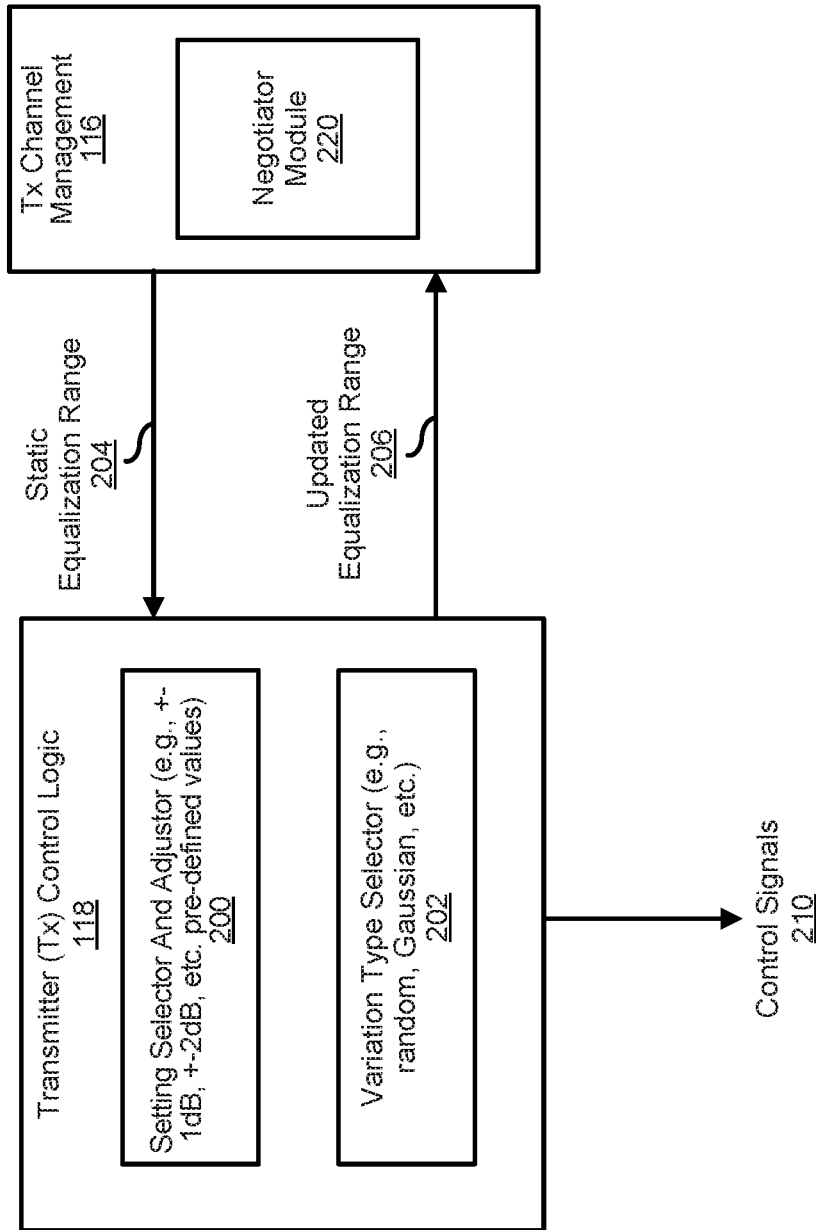 Transmitter (Tx) Control Logic
118
Setting Selector And Adjustor (e.g., +-
1dB, +-2dB, etc. pre-defined values)
200
Variation Type Selector (e.g.,
random, Gaussian, etc.)
202
Static
Equalization Range
204
Updated
Equalization Range
206
Tx Channel
Management
116
Negotiator
Module
220
Control Signals
210